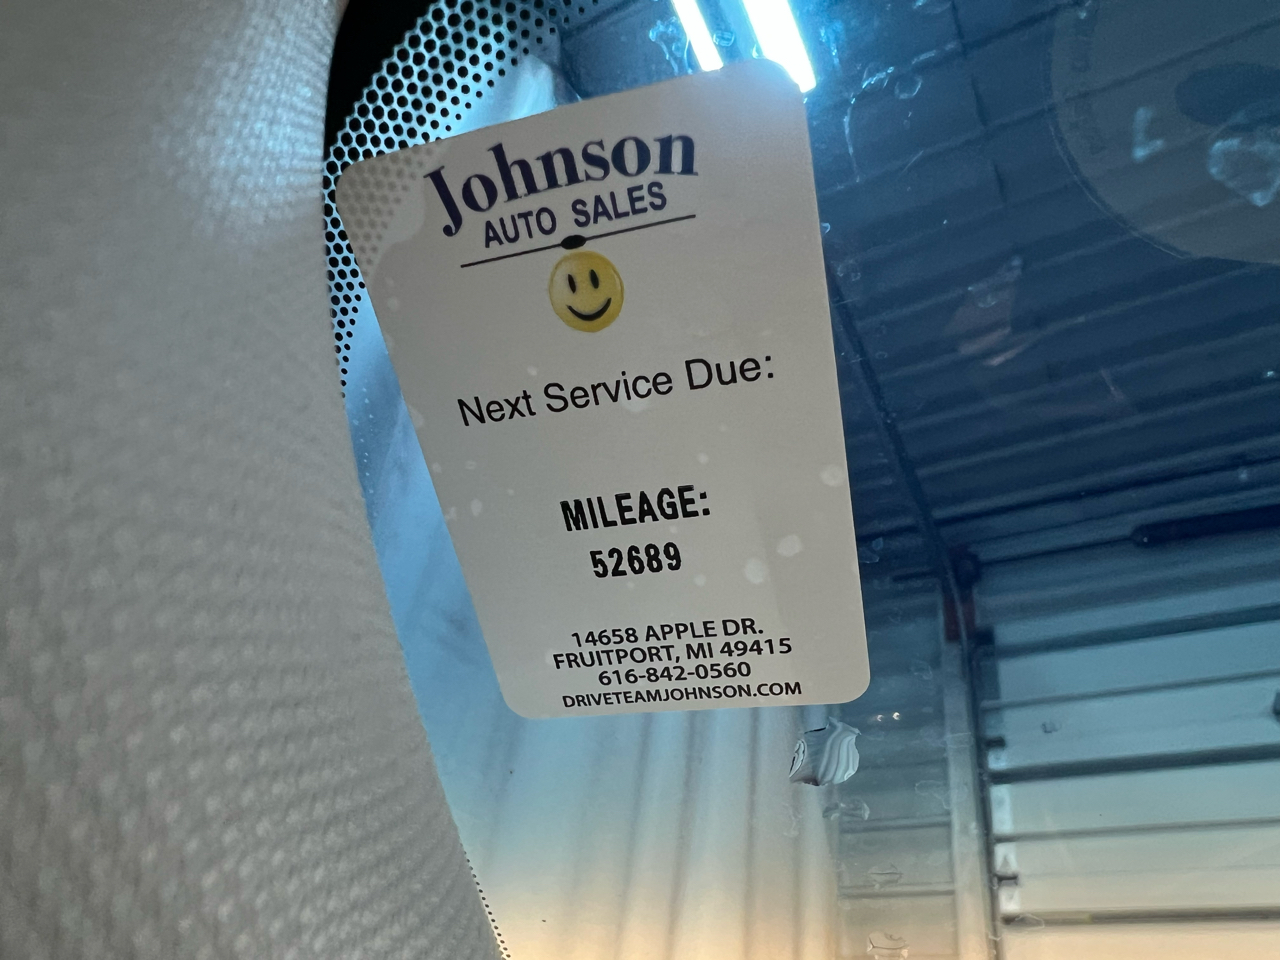 Johnson
AUTO SALES
Next Service Due:
MILEAGE:
52689
14658 APPLE DR.
FRUITPORT, MI 49415
616-842-0560
DRIVETEAMJOHNSON.COM